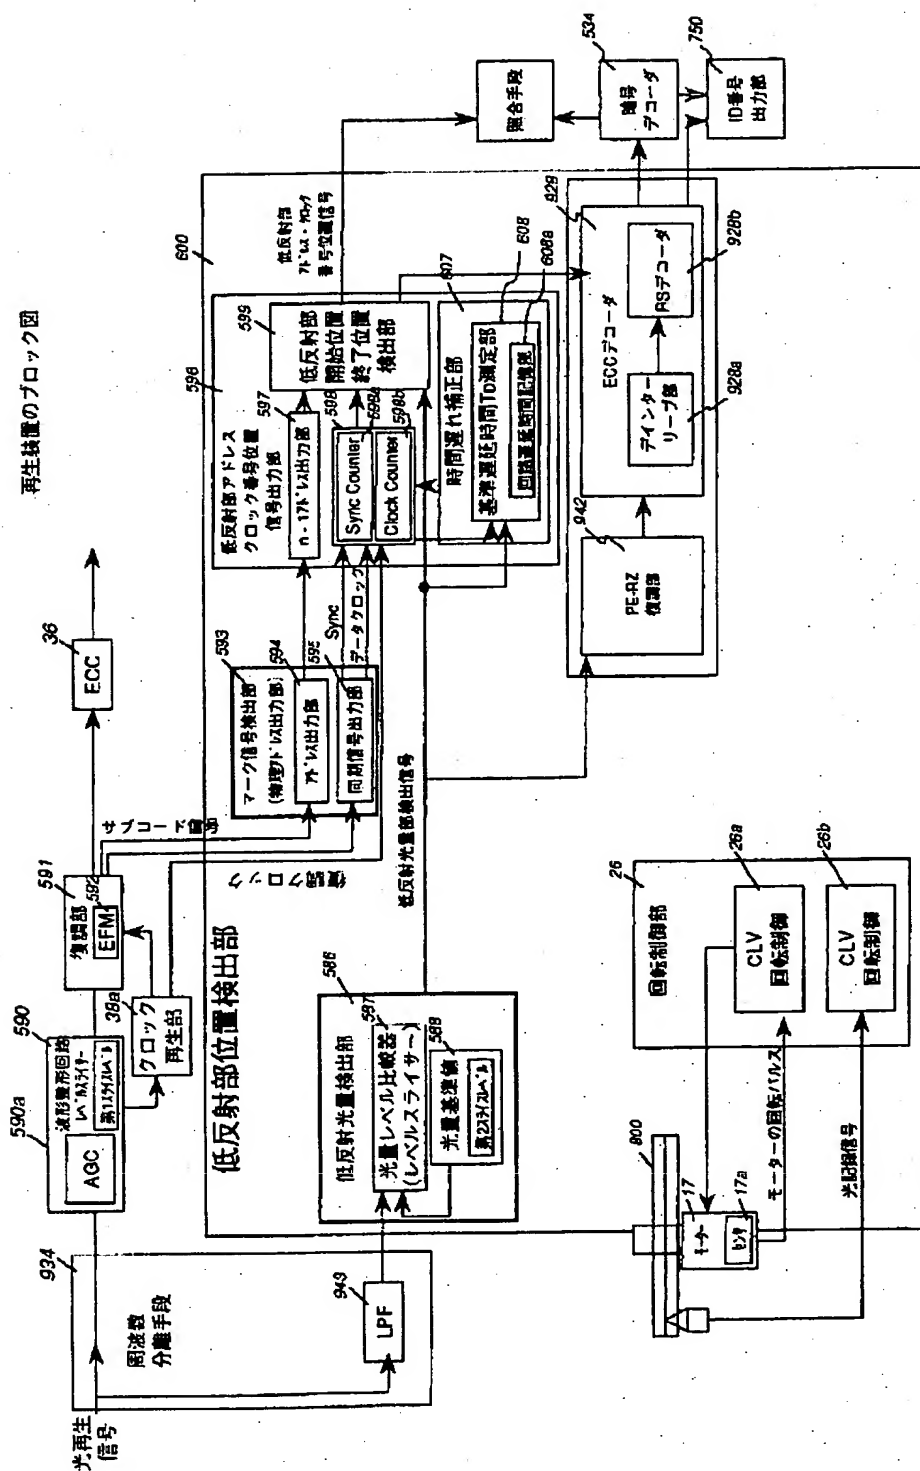 再生装置のブロック図
光再生
信号
934
周波数
分離手段
949
LPF
590a
590
波形整形回路
レベルスライサー
第1スライスレベル
AGC
38a
クロック
再生部
591
復調部
592
EFM
36
ECC
サブコード信号
復調クロック
低反射部位置検出部
600
586
低反射光量検出部
587
光量レベル比較器
(レベルスライサー)
588
光量基準値
第2スライスレベル
低反射光量部検出信号
593
マーク信号検出部
(物理アドレス出力部)
594
アドレス出力部
595
同期信号出力部
Sync
データクロック
596
低反射部アドレス
クロック番号位置
信号出力部
597
n-1アドレス出力部
598
598a
Sync Counter
598b
Clock Counter
599
低反射部
開始位置
終了位置
検出部
低反射部
アドレス・クロック
番号位置信号
607
時間遅れ補正部
608
基準遅延時間TD測定部
608a
回路遅延時間記憶部
照合手段
534
暗号
デコーダ
750
ID番号
出力部
942
PE-RZ
復調部
929
ECCデコーダ
928a
デインター
リーブ部
928b
RSデコーダ
800
17
モーター
17a
センサ
モーターの回転パルス
光記録信号
26
回転制御部
26a
CLV
回転制御
26b
CLV
回転制御